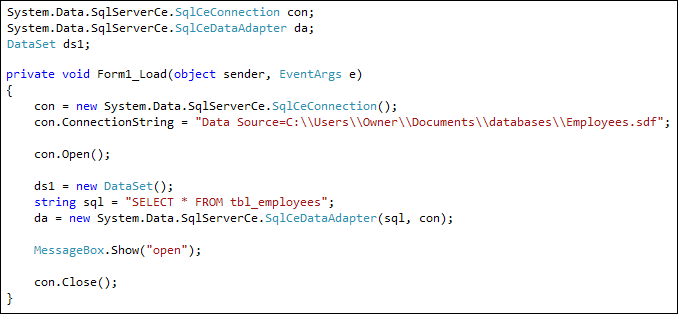 System.Data.SqlServerCe.SqlCeConnection con;
System.Data.SqlServerCe.SqlCeDataAdapter da;
DataSet ds1;
private void Form1_Load(object sender, EventArgs e)
{
con = new System.Data.SqlServerCe.SqlCeConnection();
con.ConnectionString = "Data Source=C:\\Users\\Owner\\Documents\\databases\\Employees.sdf";
con.Open();
ds1 = new DataSet();
string sql = "SELECT * FROM tbl_employees";
da = new System.Data.SqlServerCe.SqlCeDataAdapter(sql, con);
MessageBox.Show("open");
con.Close();
}